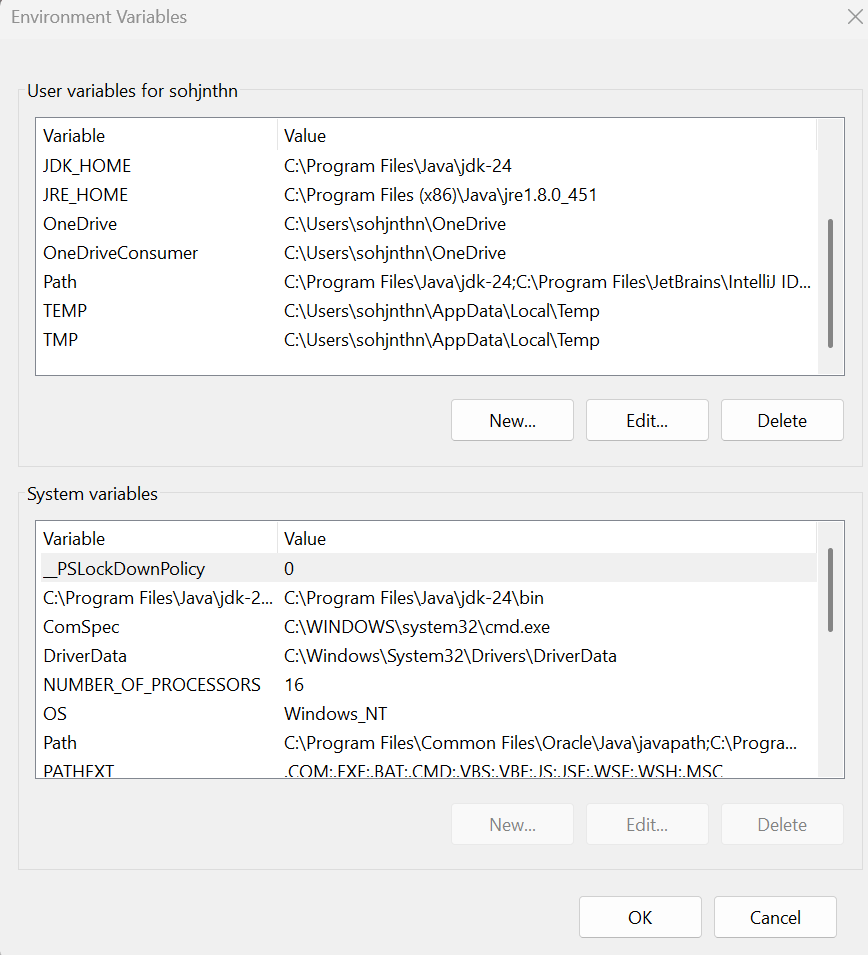 Environment Variables
User variables for sohjnthn
Variable Value
JDK_HOME C:\Program Files\Java\jdk-24
JRE_HOME C:\Program Files (x86)\Java\jre1.8.0_451
OneDrive C:\Users\sohjnthn\OneDrive
OneDriveConsumer C:\Users\sohjnthn\OneDrive
Path C:\Program Files\Java\jdk-24;C:\Program Files\JetBrains\IntelliJ ID...
TEMP C:\Users\sohjnthn\AppData\Local\Temp
TMP C:\Users\sohjnthn\AppData\Local\Temp
New... Edit... Delete
System variables
Variable Value
__PSLockDownPolicy 0
C:\Program Files\Java\jdk-2... C:\Program Files\Java\jdk-24\bin
ComSpec C:\WINDOWS\system32\cmd.exe
DriverData C:\Windows\System32\Drivers\DriverData
NUMBER_OF_PROCESSORS 16
OS Windows_NT
Path C:\Program Files\Common Files\Oracle\Java\javapath;C:\Progra...
PATHEXT .COM;.EXE;.BAT;.CMD;.VBS;.VBE;.JS;.JSE;.WSF;.WSH;.MSC
New... Edit... Delete
OK Cancel